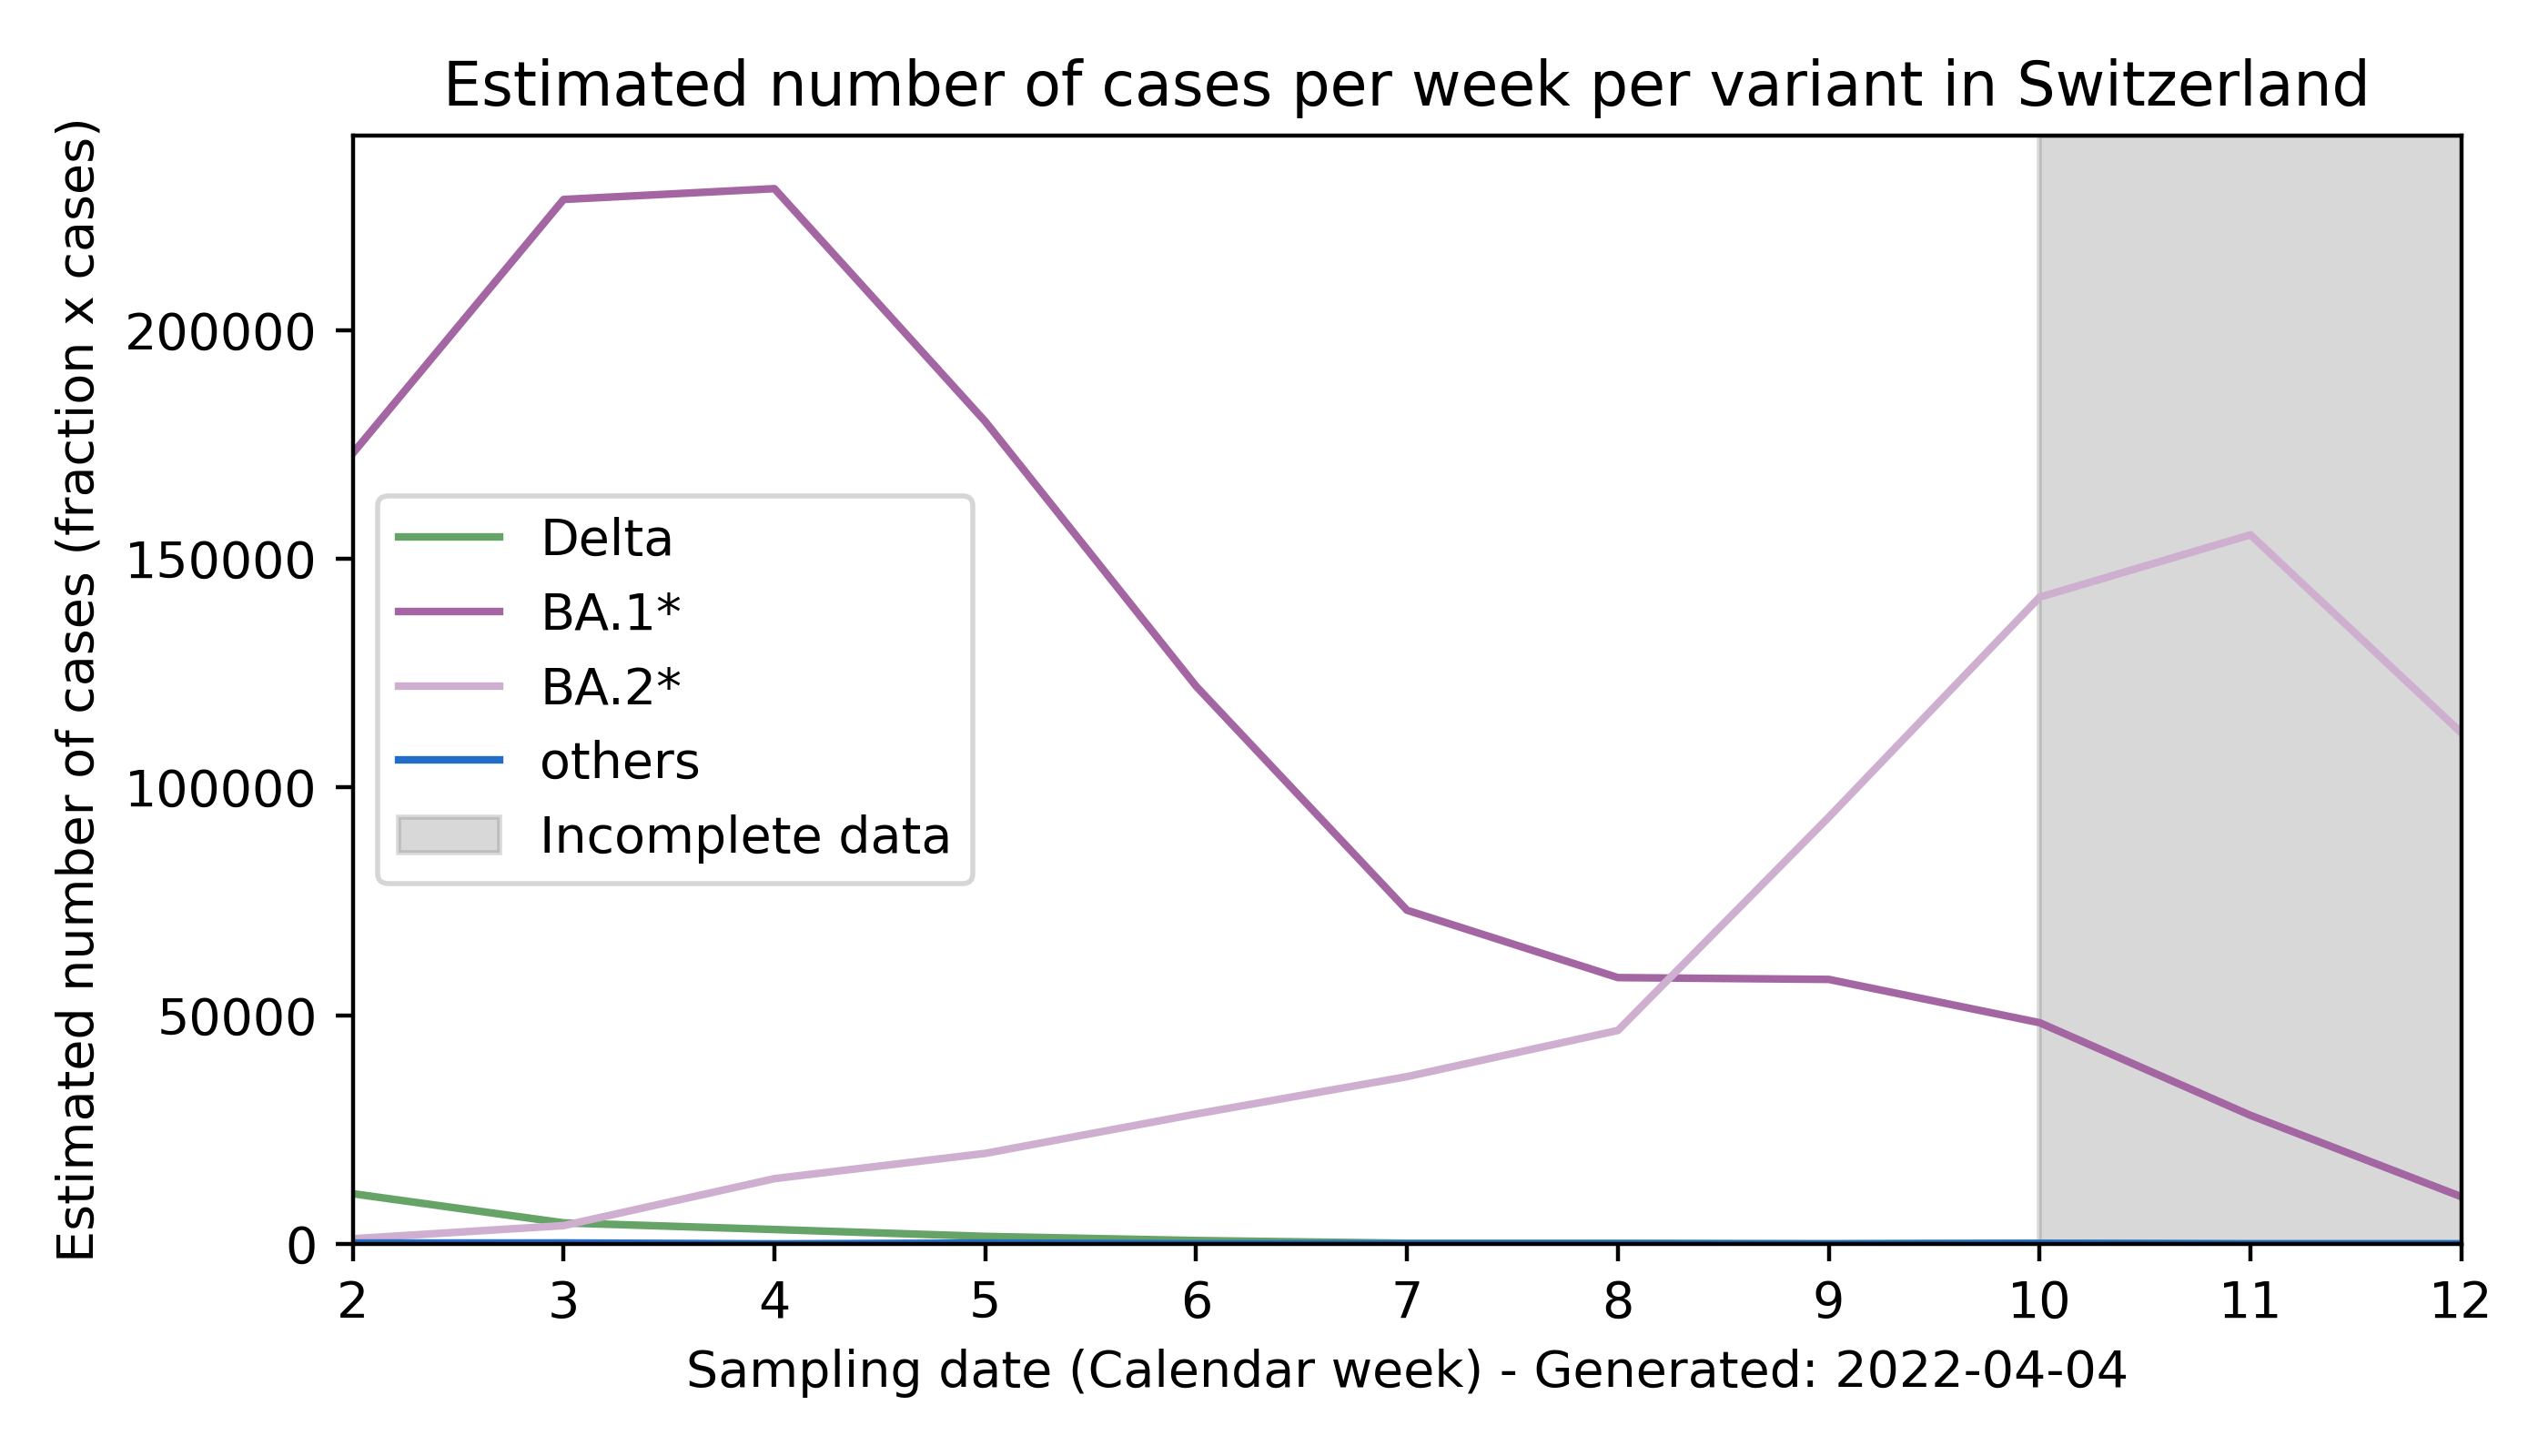 Estimated number of cases per week per variant in Switzerland
Estimated number of cases (fraction x cases)
200000
150000
100000
50000
0
Delta
BA.1*
BA.2*
others
Incomplete data
2 3 4 5 6 7 8 9 10 11 12
Sampling date (Calendar week) - Generated: 2022-04-04